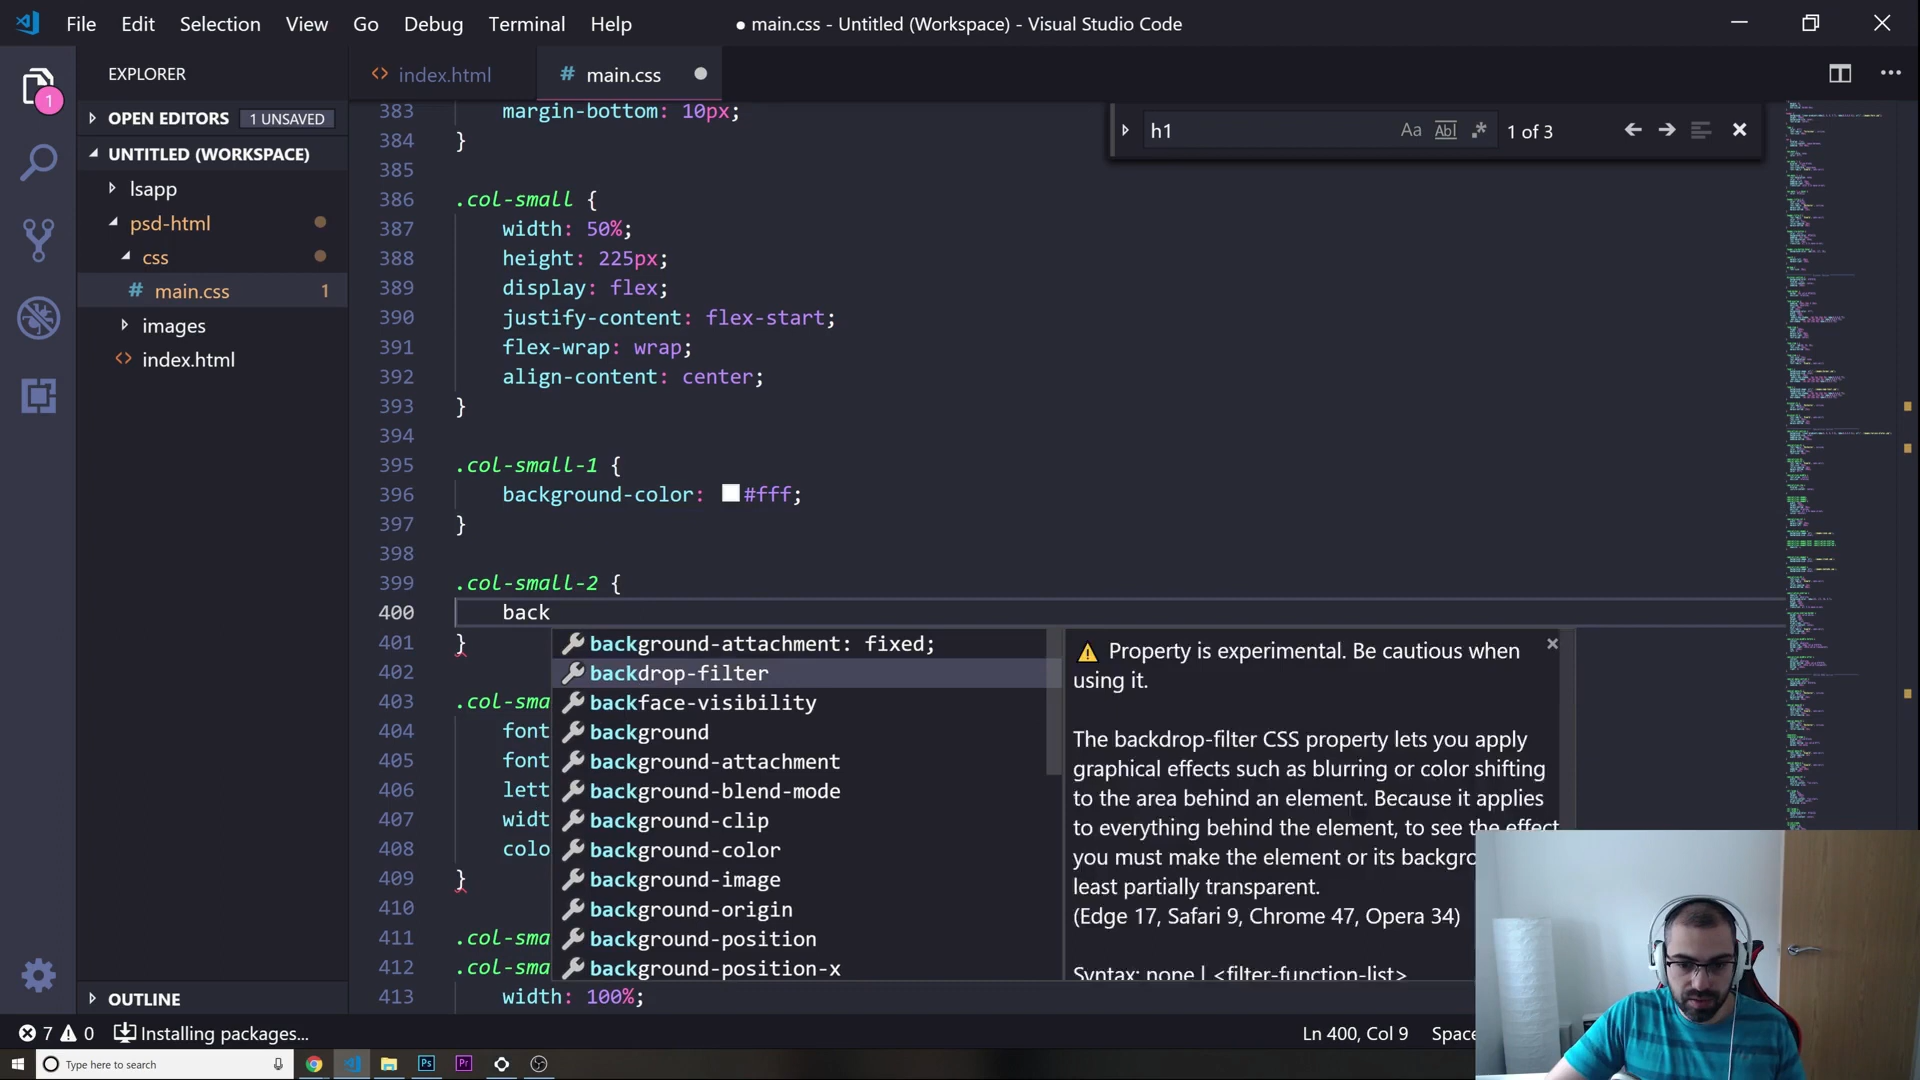 File Edit Selection View Go Debug Terminal Help
● main.css - Untitled (Workspace) - Visual Studio Code
EXPLORER
OPEN EDITORS 1 UNSAVED
UNTITLED (WORKSPACE)
lsapp
psd-html
css
# main.css 1
images
<> index.html
OUTLINE
1
<> index.html
# main.css
h1
Aa Abl .* 1 of 3
383 margin-bottom: 10px;
384 }
385
386 .col-small {
387 width: 50%;
388 height: 225px;
389 display: flex;
390 justify-content: flex-start;
391 flex-wrap: wrap;
392 align-content: center;
393 }
394
395 .col-small-1 {
396 background-color: #fff;
397 }
398
399 .col-small-2 {
400 back
401 }
402
403 .col-sma
404 font
405 font
406 lett
407 widt
408 colo
409 }
410
411 .col-sma
412 .col-sma
413 width: 100%;
background-attachment: fixed;
backdrop-filter
backface-visibility
background
background-attachment
background-blend-mode
background-clip
background-color
background-image
background-origin
background-position
background-position-x
Property is experimental. Be cautious when
using it.
The backdrop-filter CSS property lets you apply
graphical effects such as blurring or color shifting
to the area behind an element. Because it applies
to everything behind the element, to see the effect
you must make the element or its backgro
least partially transparent.
(Edge 17, Safari 9, Chrome 47, Opera 34)
Syntax: none | <filter-function-list>
7 0 Installing packages...
Ln 400, Col 9 Space
Type here to search
Ps Pr